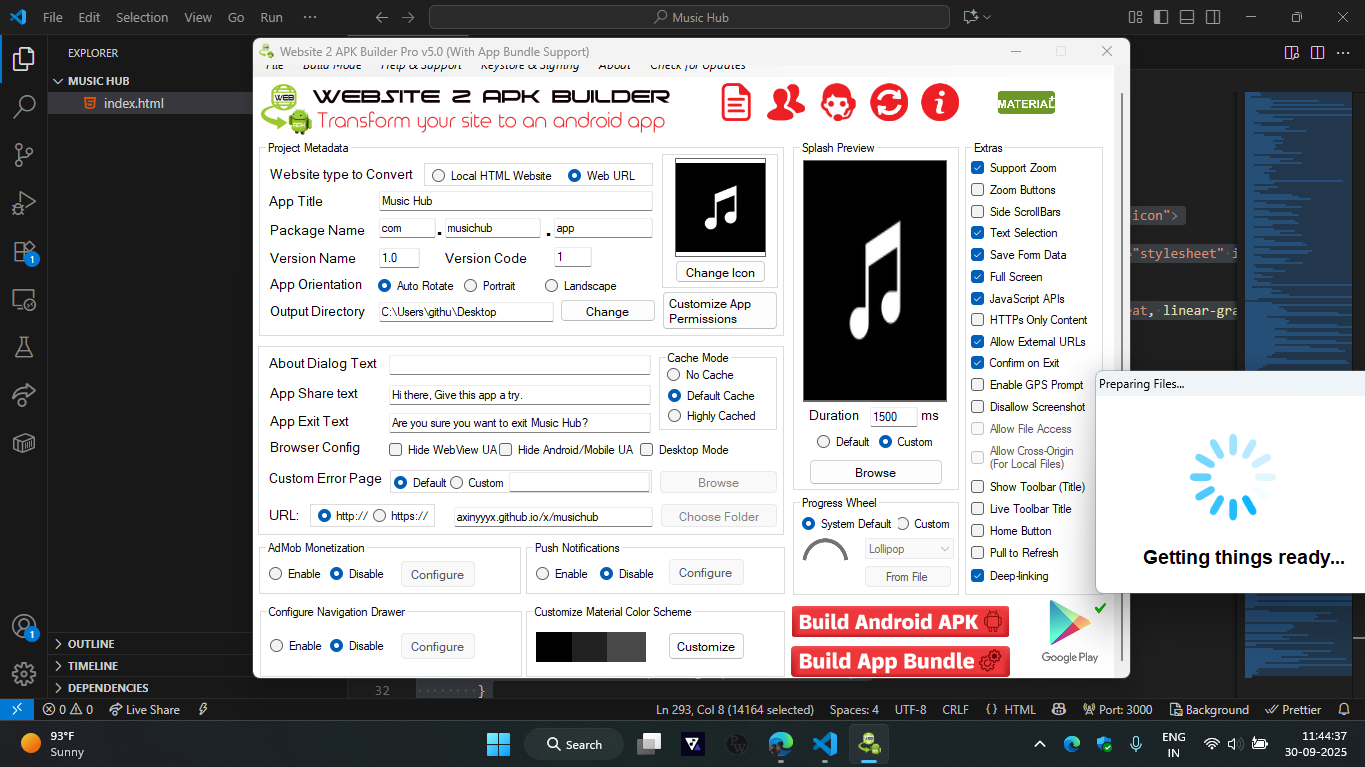 File Edit Selection View Go Run ···
Music Hub
EXPLORER
MUSIC HUB
index.html
Website 2 APK Builder Pro v5.0 (With App Bundle Support)
File Build Mode Help & Support Keystore & Signing About Check for Updates
WEB
APK
WEBSITE 2 APK BUILDER
Transform your site to an android app
MATERIAL
Project Metadata
Website type to Convert Local HTML Website Web URL
App Title Music Hub
Package Name com . musichub . app
Version Name 1.0 Version Code 1
App Orientation Auto Rotate Portrait Landscape
Output Directory C:\Users\githu\Desktop Change
Change Icon
Customize App
Permissions
About Dialog Text
App Share text Hi there, Give this app a try.
App Exit Text Are you sure you want to exit Music Hub?
Browser Config Hide WebView UA Hide Android/Mobile UA Desktop Mode
Custom Error Page Default Custom Browse
URL: http:// https:// axinyyyx.github.io/x/musichub Choose Folder
Cache Mode
No Cache
Default Cache
Highly Cached
AdMob Monetization
Enable Disable Configure
Push Notifications
Enable Disable Configure
Configure Navigation Drawer
Enable Disable Configure
Customize Material Color Scheme
Customize
Splash Preview
Duration 1500 ms
Default Custom
Browse
Progress Wheel
System Default Custom
Lollipop
From File
Extras
Support Zoom
Zoom Buttons
Side ScrollBars
Text Selection
Save Form Data
Full Screen
JavaScript APIs
HTTPs Only Content
Allow External URLs
Confirm on Exit
Enable GPS Prompt
Disallow Screenshot
Allow File Access
Allow Cross-Origin
(For Local Files)
Show Toolbar (Title)
Live Toolbar Title
Home Button
Pull to Refresh
Deep-linking
Build Android APK
Build App Bundle
Google Play
icon">
="stylesheet" i
eat, linear-gra
Preparing Files...
Getting things ready...
1
1
OUTLINE
TIMELINE
DEPENDENCIES
32 }
0 0 Live Share Ln 293, Col 8 (14164 selected) Spaces: 4 UTF-8 CRLF {} HTML Port: 3000 Background Prettier
93°F
Sunny
Search
ENG
IN
11:44:37
30-09-2025